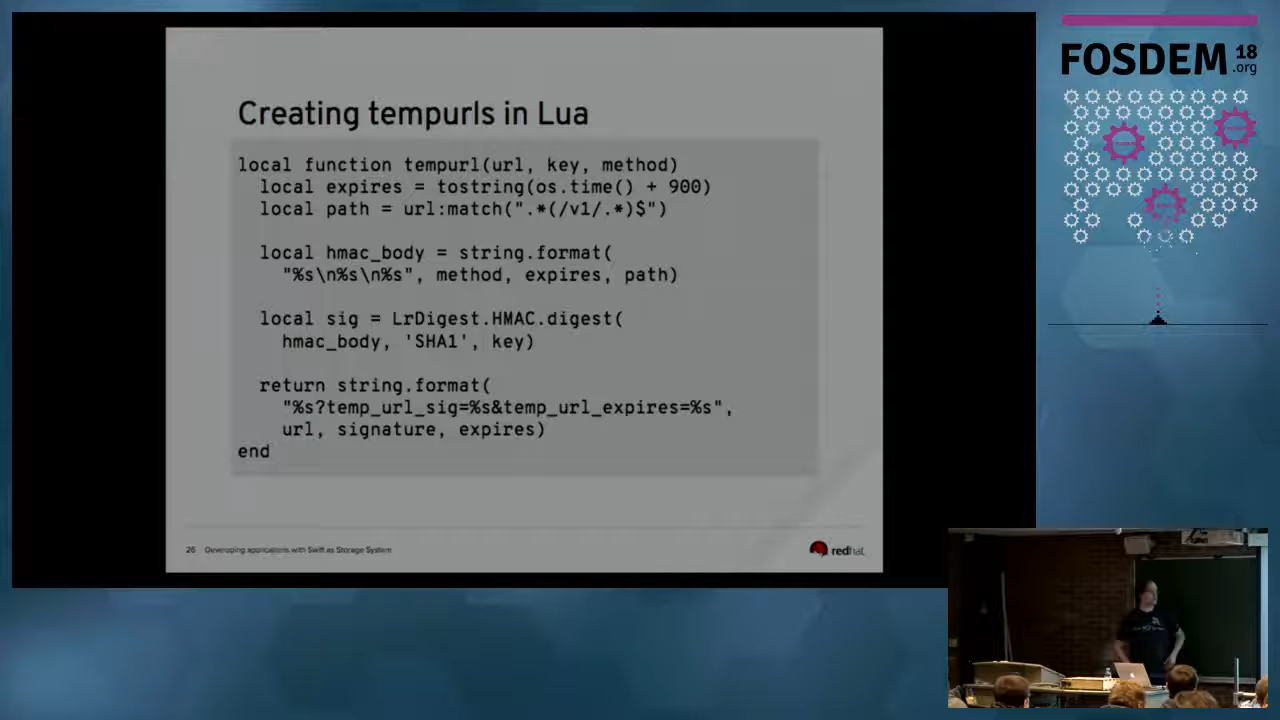 Creating tempurls in Lua
local function tempurl(url, key, method)
local expires = tostring(os.time() + 900)
local path = url:match(".*(/v1/.*)$")
local hmac_body = string.format(
"%s\n%s\n%s", method, expires, path)
local sig = LrDigest.HMAC.digest(
hmac_body, 'SHA1', key)
return string.format(
"%s?temp_url_sig=%s&temp_url_expires=%s",
url, signature, expires)
end
26 Developing applications with Swift as Storage System
redhat
FOSDEM 18
.org